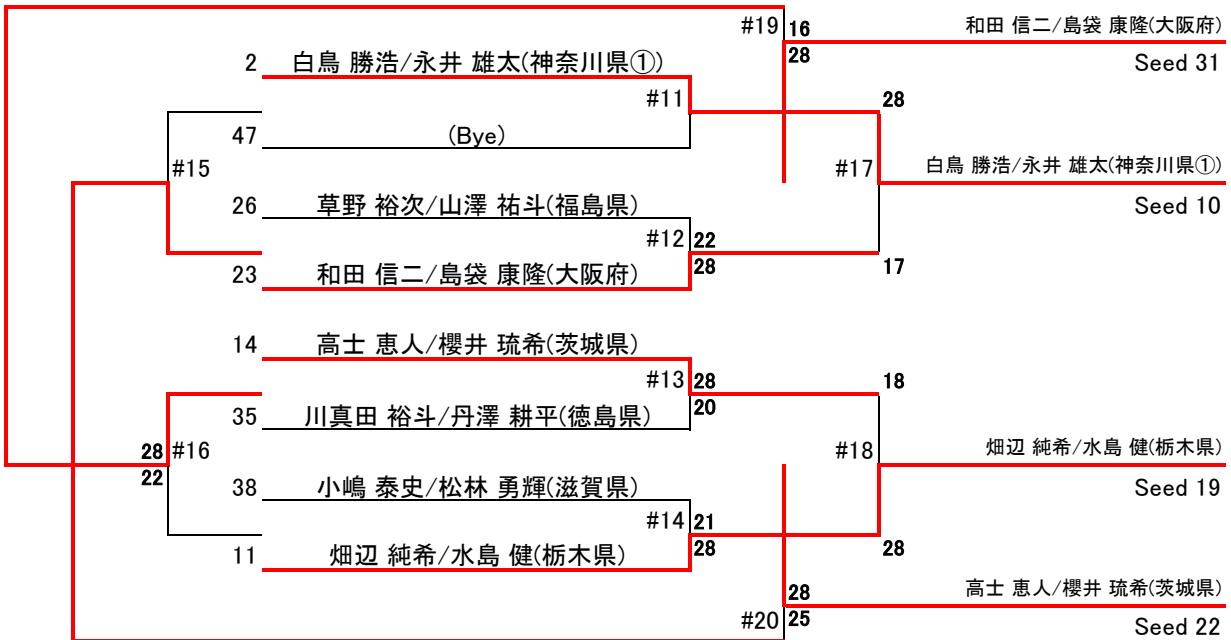 #19 16 和田 信二/島袋 康隆(大阪府)
2 白鳥 勝浩/永井 雄太(神奈川県①) 28 Seed 31
#11 28
47 (Bye)
#15 #17 白鳥 勝浩/永井 雄太(神奈川県①)
26 草野 裕次/山澤 祐斗(福島県) Seed 10
#12 22
23 和田 信二/島袋 康隆(大阪府) 28 17
14 高士 恵人/櫻井 琉希(茨城県)
#13 28 18
35 川真田 裕斗/丹澤 耕平(徳島県) 20
28 #16 #18 畑辺 純希/水島 健(栃木県)
22
38 小嶋 泰史/松林 勇輝(滋賀県) Seed 19
#14 21
11 畑辺 純希/水島 健(栃木県) 28 28
28 高士 恵人/櫻井 琉希(茨城県)
#20 25 Seed 22